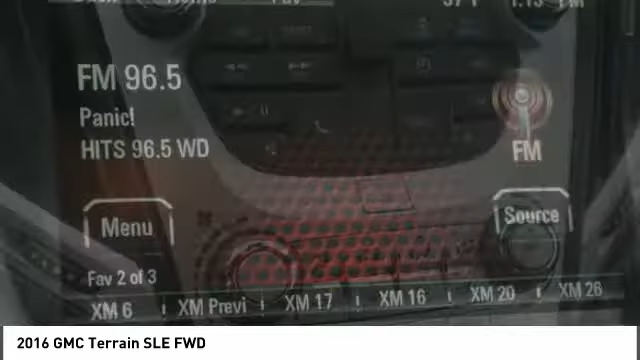 FM 96.5
Panic!
HITS 96.5 WD
FM
Menu
Source
Fav 2 of 3
XM 6 XM Previ XM 17 XM 16 XM 20 XM 26
2016 GMC Terrain SLE FWD